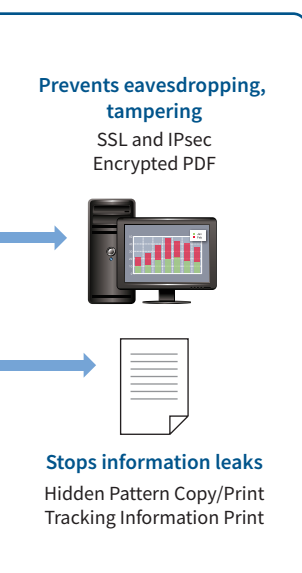 Prevents eavesdropping,
tampering
SSL and IPsec
Encrypted PDF
Stops information leaks
Hidden Pattern Copy/Print
Tracking Information Print